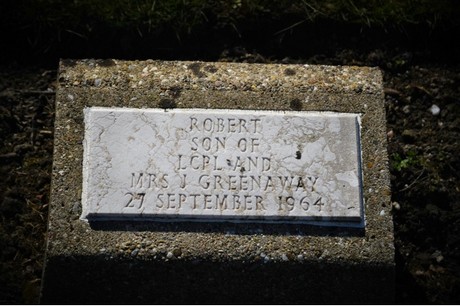 ROBERT
SON OF
LCPL AND
MRS J GREENAWAY
27 SEPTEMBER 1964